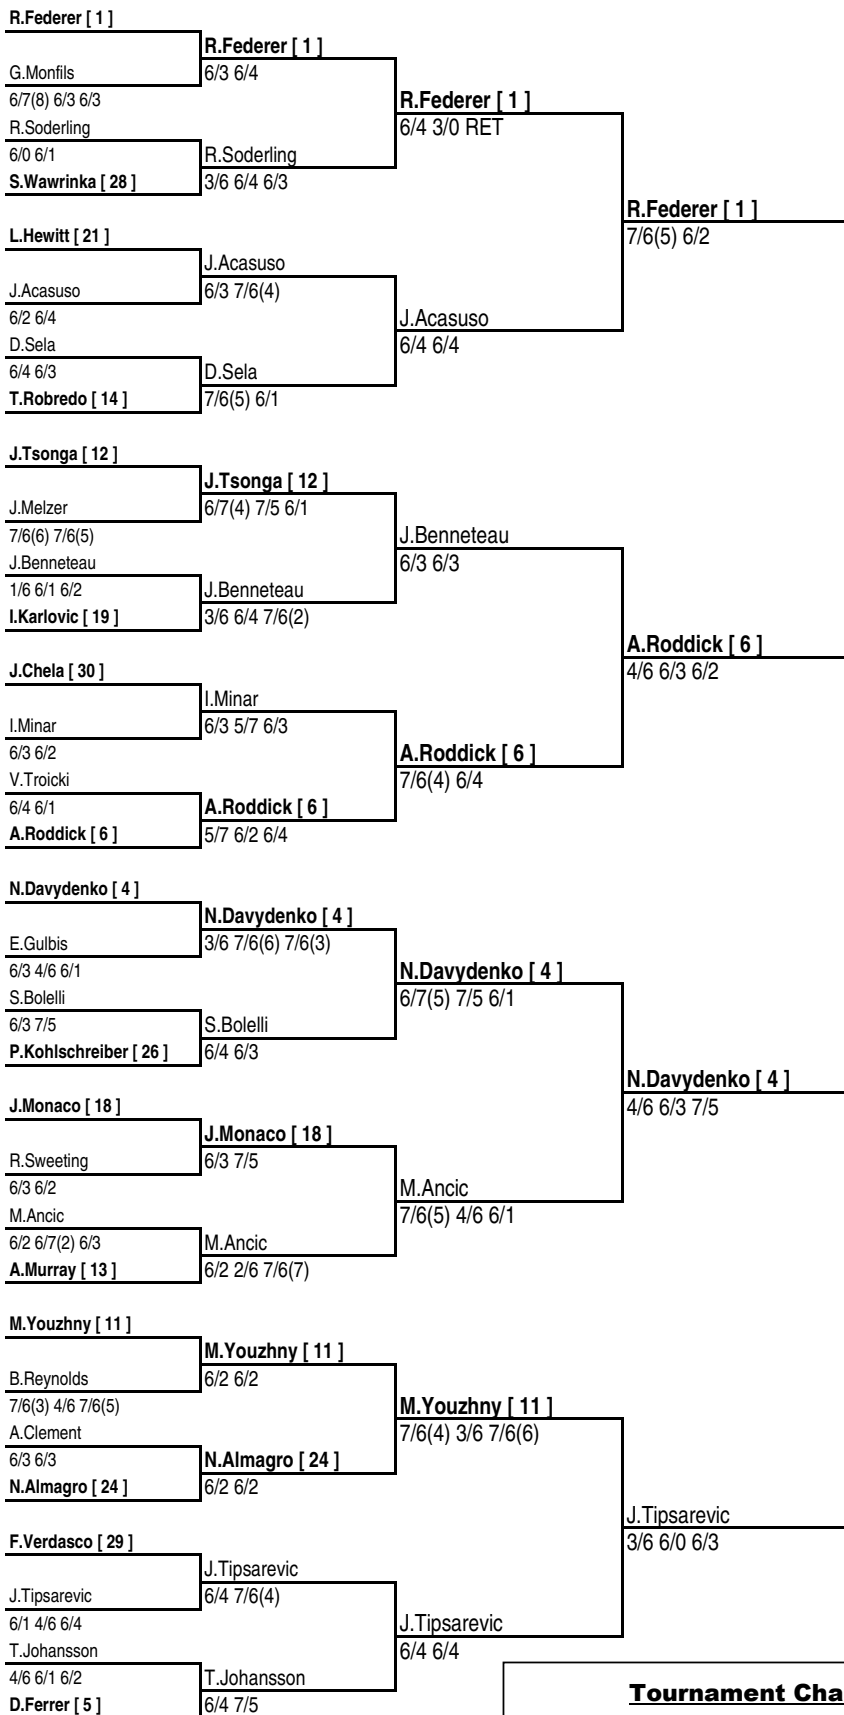 R.Federer [ 1 ]
G.Monfils
6/7(8) 6/3 6/3
R.Soderling
6/0 6/1
S.Wawrinka [ 28 ]
L.Hewitt [ 21 ]
J.Acasuso
6/2 6/4
D.Sela
6/4 6/3
T.Robredo [ 14 ]
J.Tsonga [ 12 ]
J.Melzer
7/6(6) 7/6(5)
J.Benneteau
1/6 6/1 6/2
I.Karlovic [ 19 ]
J.Chela [ 30 ]
I.Minar
6/3 6/2
V.Troicki
6/4 6/1
A.Roddick [ 6 ]
N.Davydenko [ 4 ]
E.Gulbis
6/3 4/6 6/1
S.Bolelli
6/3 7/5
P.Kohlschreiber [ 26 ]
J.Monaco [ 18 ]
R.Sweeting
6/3 6/2
M.Ancic
6/2 6/7(2) 6/3
A.Murray [ 13 ]
M.Youzhny [ 11 ]
B.Reynolds
7/6(3) 4/6 7/6(5)
A.Clement
6/3 6/3
N.Almagro [ 24 ]
F.Verdasco [ 29 ]
J.Tipsarevic
6/1 4/6 6/4
T.Johansson
4/6 6/1 6/2
D.Ferrer [ 5 ]
R.Federer [ 1 ]
6/3 6/4
R.Soderling
3/6 6/4 6/3
J.Acasuso
6/3 7/6(4)
D.Sela
7/6(5) 6/1
J.Tsonga [ 12 ]
6/7(4) 7/5 6/1
J.Benneteau
3/6 6/4 7/6(2)
I.Minar
6/3 5/7 6/3
A.Roddick [ 6 ]
5/7 6/2 6/4
N.Davydenko [ 4 ]
3/6 7/6(6) 7/6(3)
S.Bolelli
6/4 6/3
J.Monaco [ 18 ]
6/3 7/5
M.Ancic
6/2 2/6 7/6(7)
M.Youzhny [ 11 ]
6/2 6/2
N.Almagro [ 24 ]
6/2 6/2
J.Tipsarevic
6/4 7/6(4)
T.Johansson
6/4 7/5
R.Federer [ 1 ]
6/4 3/0 RET
J.Acasuso
6/4 6/4
J.Benneteau
6/3 6/3
A.Roddick [ 6 ]
7/6(4) 6/4
N.Davydenko [ 4 ]
6/7(5) 7/5 6/1
M.Ancic
7/6(5) 4/6 6/1
M.Youzhny [ 11 ]
7/6(4) 3/6 7/6(6)
J.Tipsarevic
6/4 6/4
R.Federer [ 1 ]
7/6(5) 6/2
A.Roddick [ 6 ]
4/6 6/3 6/2
N.Davydenko [ 4 ]
4/6 6/3 7/5
J.Tipsarevic
3/6 6/0 6/3
Tournament Cha